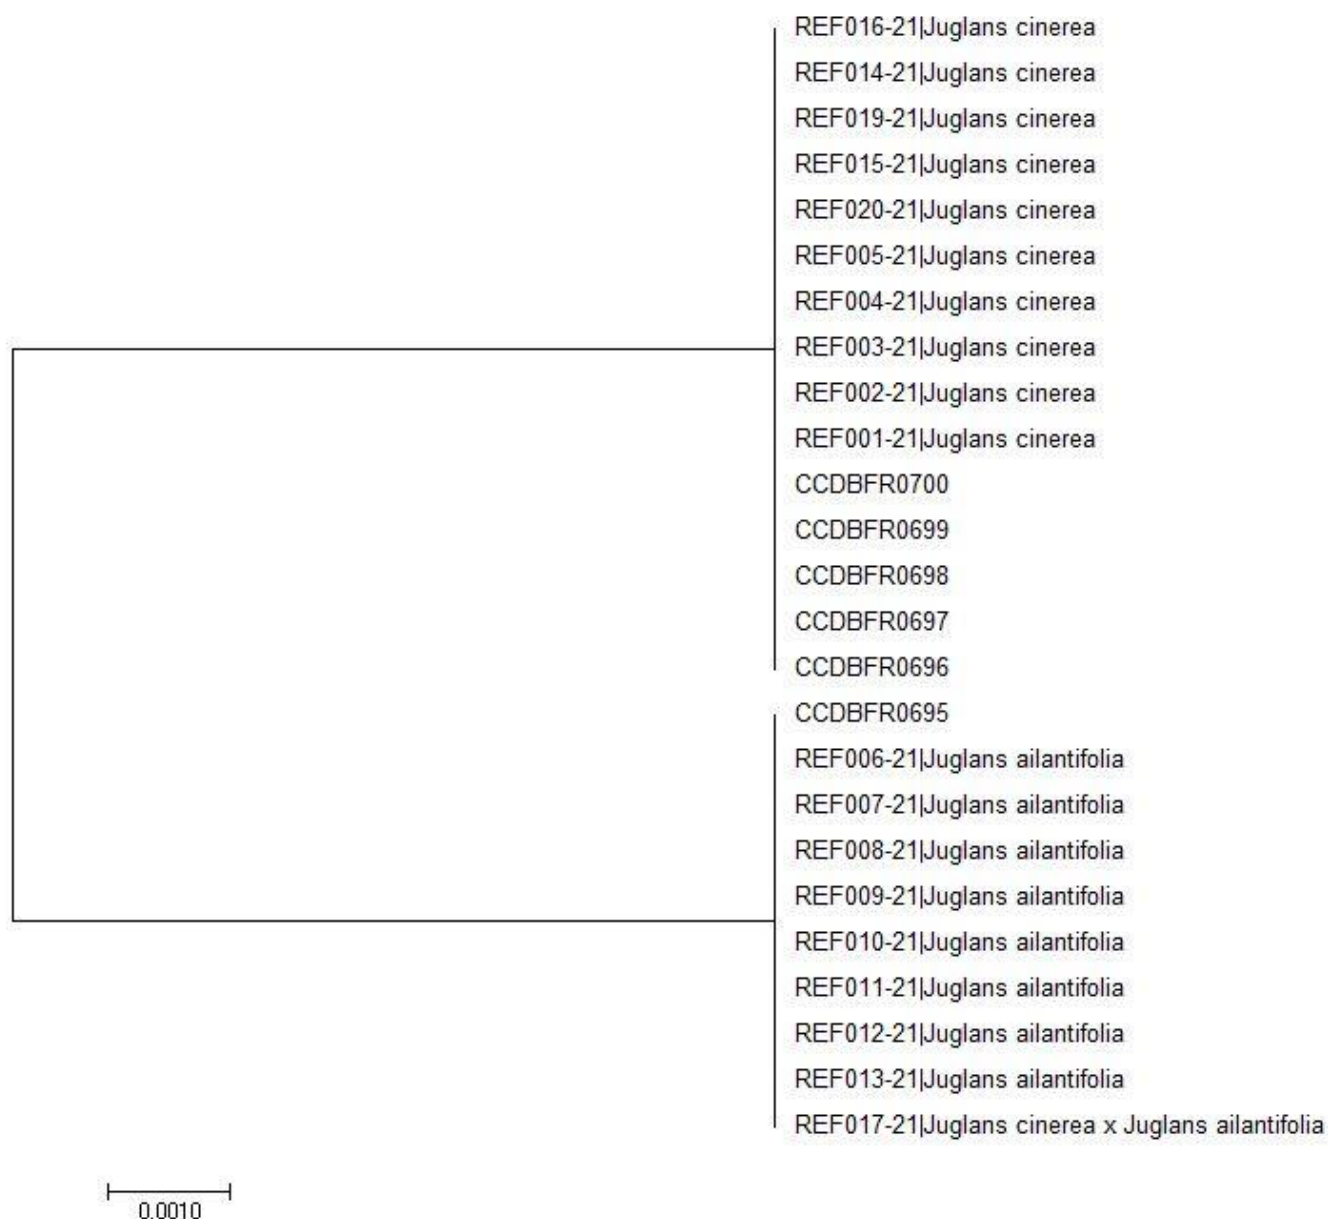 REF016-21|Juglans cinerea
REF014-21|Juglans cinerea
REF019-21|Juglans cinerea
REF015-21|Juglans cinerea
REF020-21|Juglans cinerea
REF005-21|Juglans cinerea
REF004-21|Juglans cinerea
REF003-21|Juglans cinerea
REF002-21|Juglans cinerea
REF001-21|Juglans cinerea
CCDBFR0700
CCDBFR0699
CCDBFR0698
CCDBFR0697
CCDBFR0696
CCDBFR0695
REF006-21|Juglans ailantifolia
REF007-21|Juglans ailantifolia
REF008-21|Juglans ailantifolia
REF009-21|Juglans ailantifolia
REF010-21|Juglans ailantifolia
REF011-21|Juglans ailantifolia
REF012-21|Juglans ailantifolia
REF013-21|Juglans ailantifolia
REF017-21|Juglans cinerea x Juglans ailantifolia
0.0010